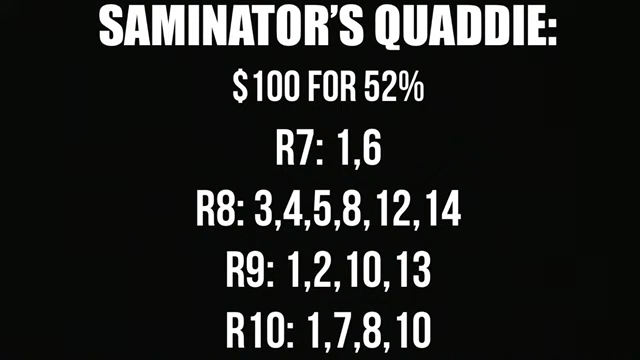 SAMINATOR'S QUADDIE:
$100 FOR 52%
R7: 1,6
R8: 3,4,5,8,12,14
R9: 1,2,10,13
R10: 1,7,8,10